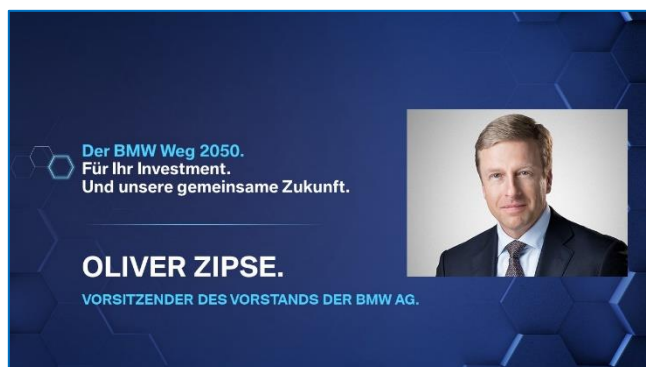 Der BMW Weg 2050.
Für Ihr Investment.
Und unsere gemeinsame Zukunft.
OLIVER ZIPSE.
VORSITZENDER DES VORSTANDS DER BMW AG.